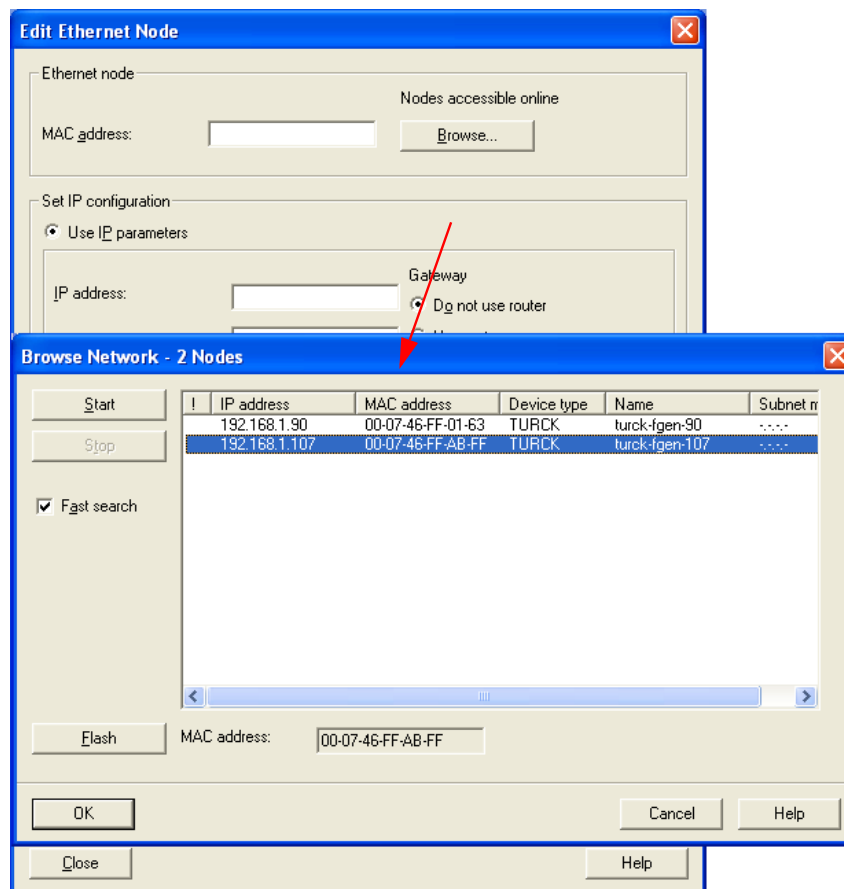 Edit Ethernet Node
Ethernet node
Nodes accessible online
MAC address:
Browse...
Set IP configuration
Use IP parameters
Gateway
IP address:
Do not use router
Browse Network - 2 Nodes
Start
! IP address MAC address Device type Name Subnet m
192.168.1.90 00-07-46-FF-01-63 TURCK turck-fgen-90 -.-.-.-
Stop
192.168.1.107 00-07-46-FF-AB-FF TURCK turck-fgen-107 -.-.-.-
Fast search
Flash
MAC address: 00-07-46-FF-AB-FF
OK Cancel Help
Close Help